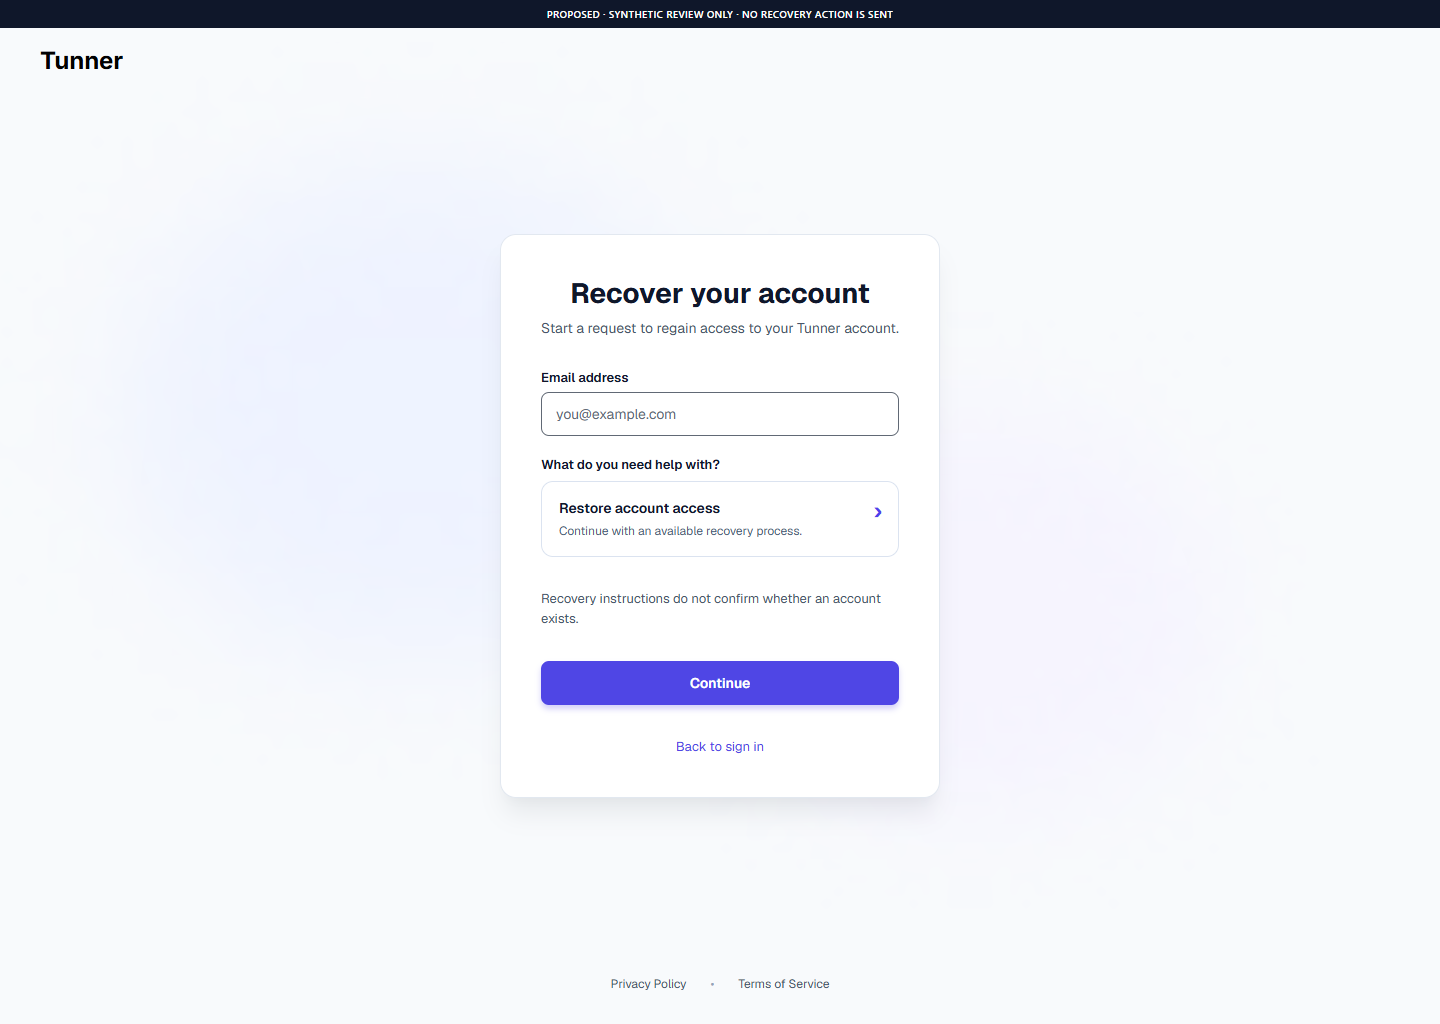 PROPOSED · SYNTHETIC REVIEW ONLY · NO RECOVERY ACTION IS SENT
Tunner
Recover your account
Start a request to regain access to your Tunner account.
Email address
you@example.com
What do you need help with?
Restore account access
Continue with an available recovery process.
Recovery instructions do not confirm whether an account
exists.
Continue
Back to sign in
Privacy Policy • Terms of Service